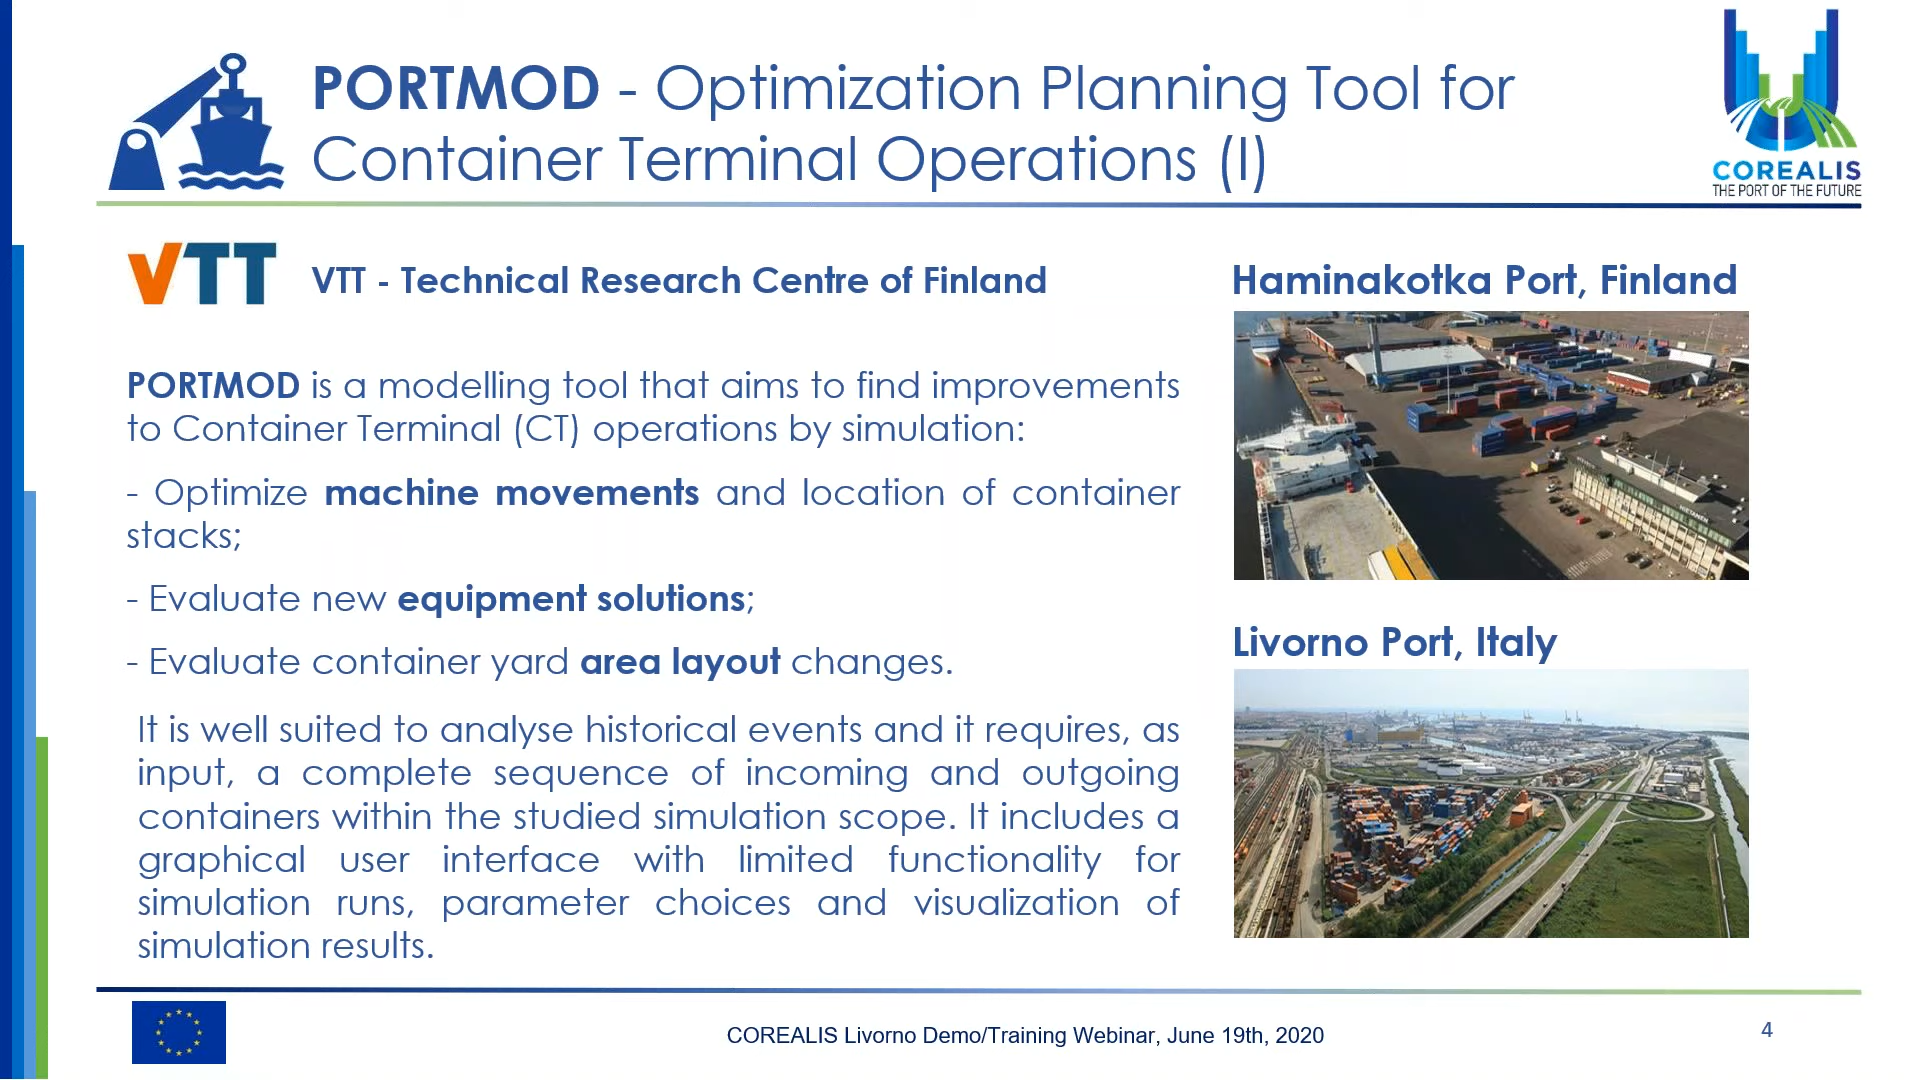 PORTMOD - Optimization Planning Tool for
Container Terminal Operations (I)
COREALIS
THE PORT OF THE FUTURE
VTT
VTT - Technical Research Centre of Finland
PORTMOD is a modelling tool that aims to find improvements
to Container Terminal (CT) operations by simulation:
- Optimize machine movements and location of container
stacks;
- Evaluate new equipment solutions;
- Evaluate container yard area layout changes.
It is well suited to analyse historical events and it requires, as
input, a complete sequence of incoming and outgoing
containers within the studied simulation scope. It includes a
graphical user interface with limited functionality for
simulation runs, parameter choices and visualization of
simulation results.
Haminakotka Port, Finland
Livorno Port, Italy
COREALIS Livorno Demo/Training Webinar, June 19th, 2020
4